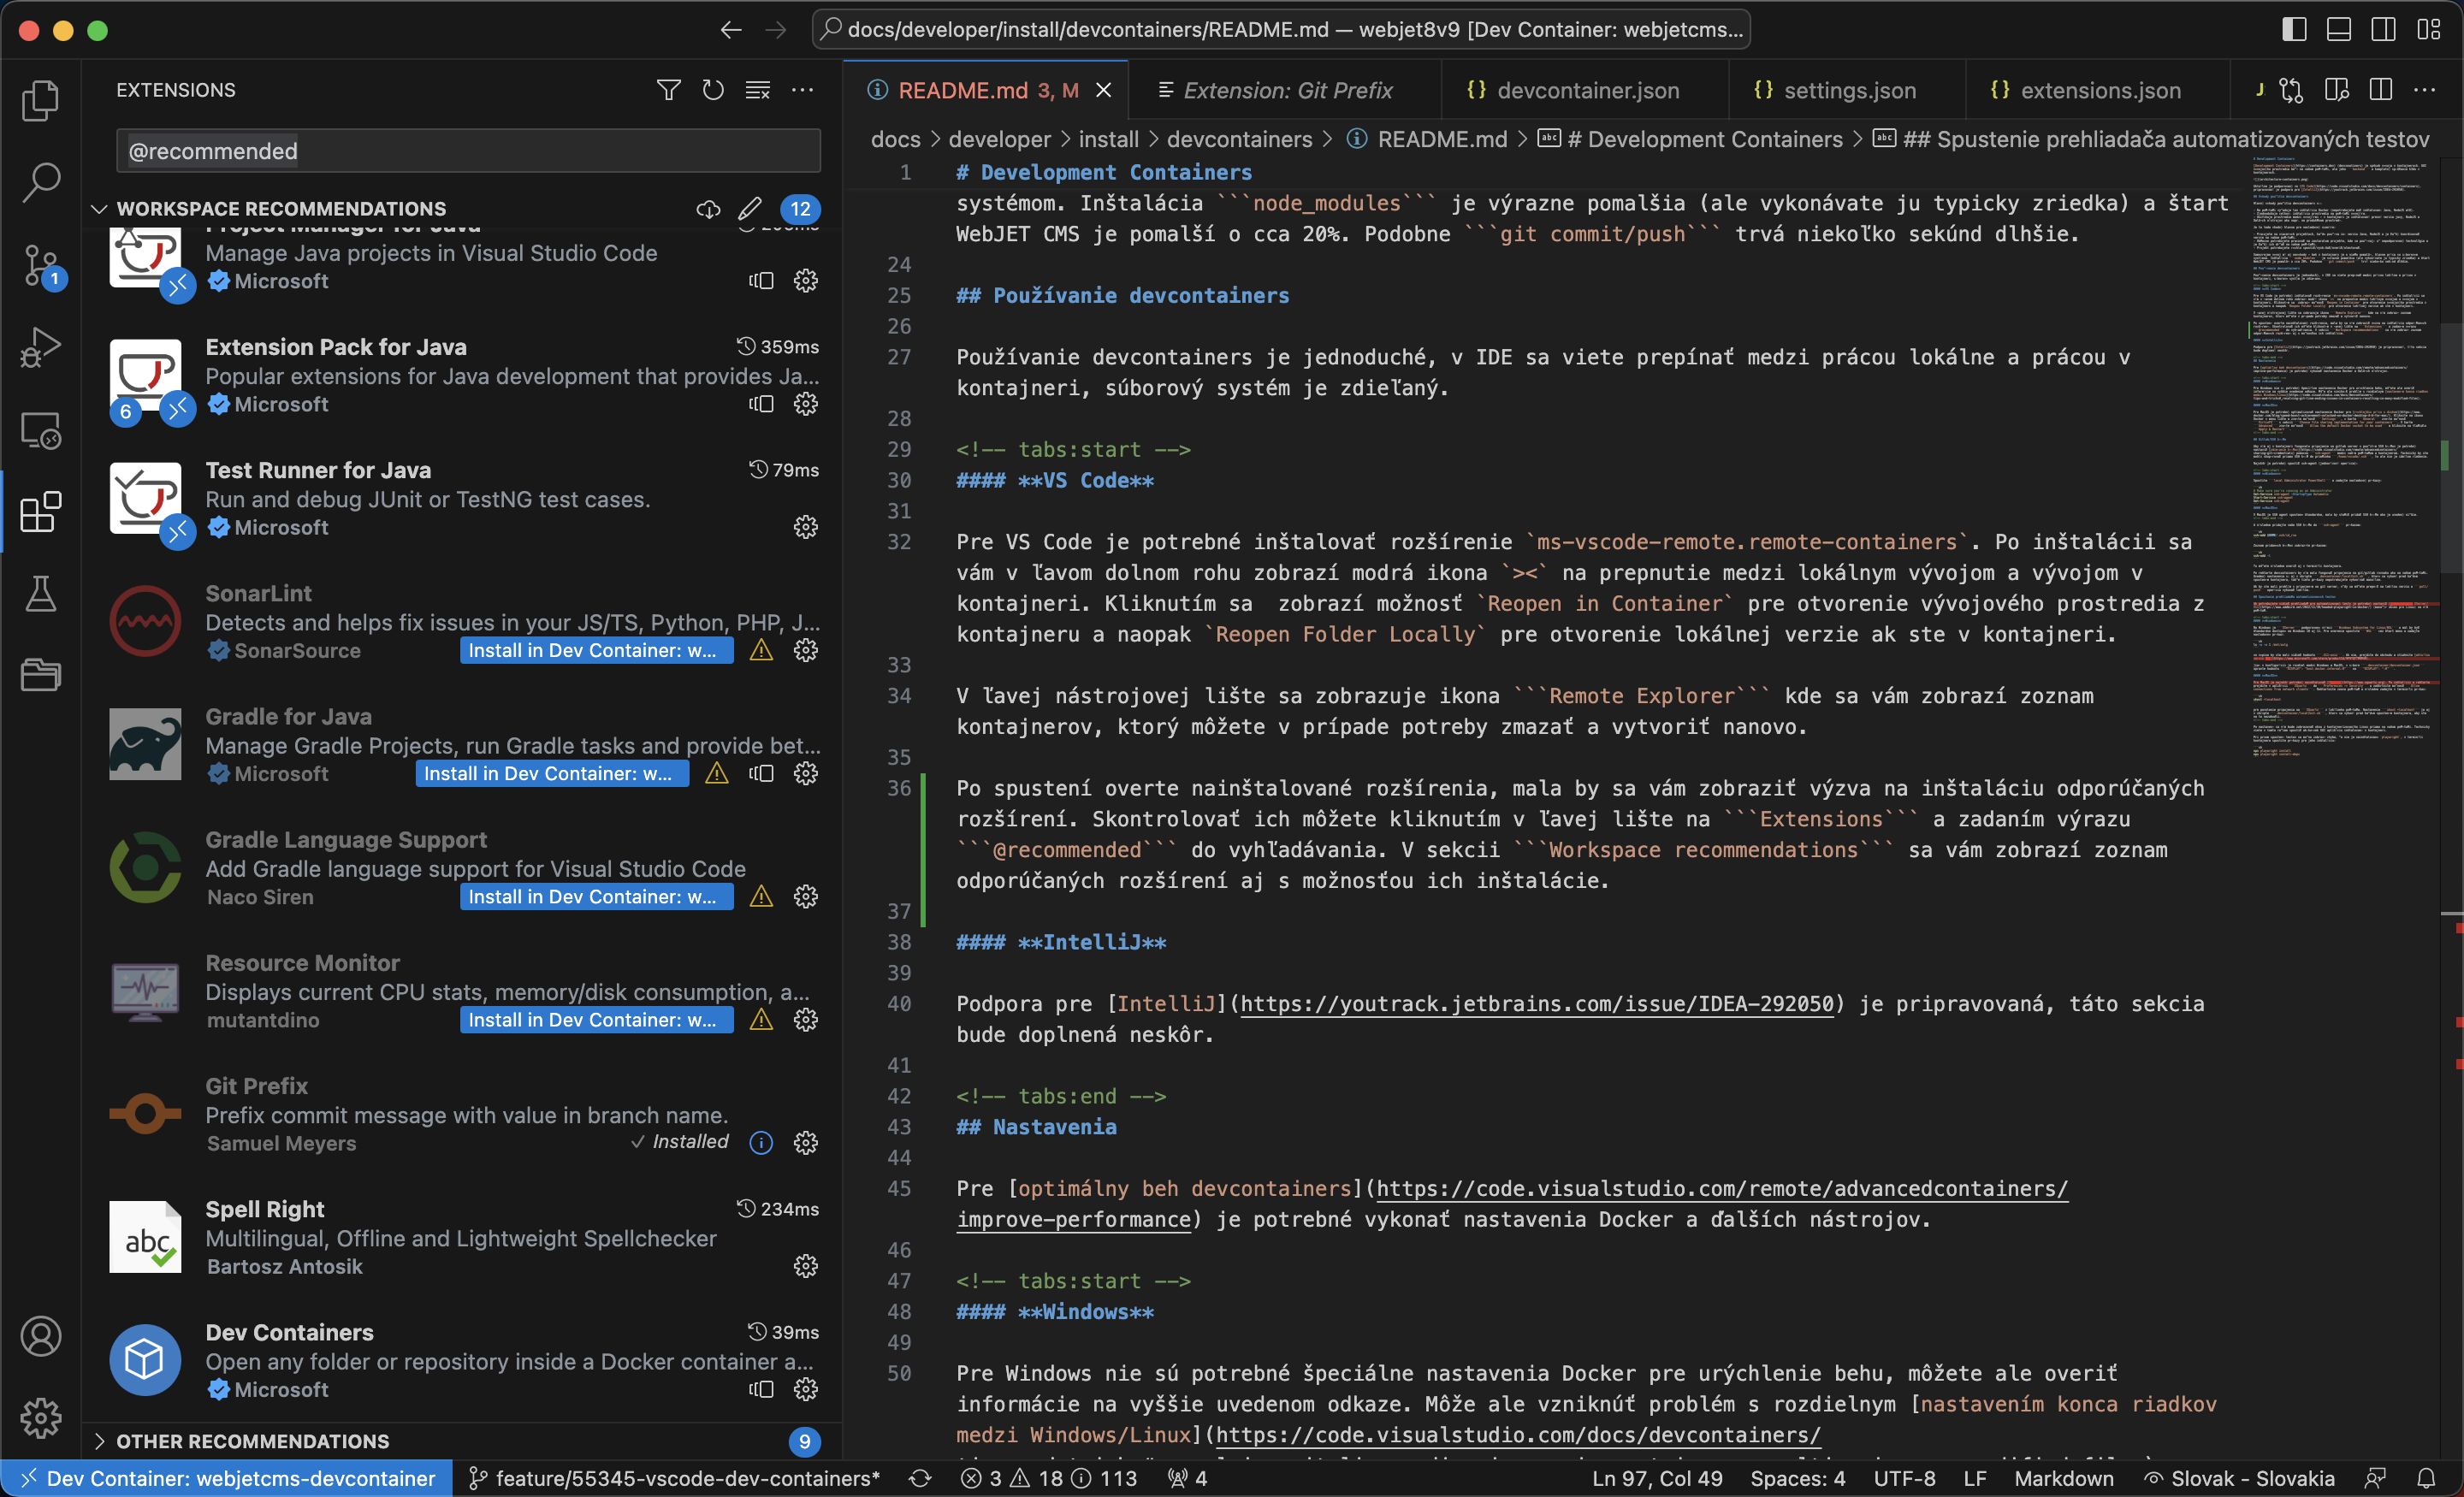 docs/developer/install/devcontainers/README.md — webjet8v9 [Dev Container: webjetcms...
EXTENSIONS
@recommended
WORKSPACE RECOMMENDATIONS
12
Project Manager for Java
Manage Java projects in Visual Studio Code
Microsoft
1
Extension Pack for Java
359ms
Popular extensions for Java development that provides Ja...
6
Microsoft
Test Runner for Java
79ms
Run and debug JUnit or TestNG test cases.
Microsoft
SonarLint
Detects and helps fix issues in your JS/TS, Python, PHP, J...
SonarSource
Install in Dev Container: w...
Gradle for Java
Manage Gradle Projects, run Gradle tasks and provide bet...
Microsoft
Install in Dev Container: w...
Gradle Language Support
Add Gradle language support for Visual Studio Code
Naco Siren
Install in Dev Container: w...
Resource Monitor
Displays current CPU stats, memory/disk consumption, a...
mutantdino
Install in Dev Container: w...
Git Prefix
Prefix commit message with value in branch name.
Samuel Meyers
✓ Installed
Spell Right
234ms
abc
Multilingual, Offline and Lightweight Spellchecker
Bartosz Antosik
Dev Containers
39ms
Open any folder or repository inside a Docker container a...
Microsoft
OTHER RECOMMENDATIONS
9
README.md 3, M
Extension: Git Prefix
{} devcontainer.json
{} settings.json
{} extensions.json
J
docs > developer > install > devcontainers > README.md > # Development Containers > ## Spustenie prehliadača automatizovaných testov
1 # Development Containers
systémom. Inštalácia ```node_modules``` je výrazne pomalšia (ale vykonávate ju typicky zriedka) a štart
WebJET CMS je pomalší o cca 20%. Podobne ```git commit/push``` trvá niekoľko sekúnd dlhšie.
24
25 ## Používanie devcontainers
26
27 Používanie devcontainers je jednoduché, v IDE sa viete prepínať medzi prácou lokálne a prácou v
kontajneri, súborový systém je zdieľaný.
28
29 <!-- tabs:start -->
30 #### **VS Code**
31
32 Pre VS Code je potrebné inštalovať rozšírenie `ms-vscode-remote.remote-containers`. Po inštalácii sa
vám v ľavom dolnom rohu zobrazí modrá ikona `><` na prepnutie medzi lokálnym vývojom a vývojom v
kontajneri. Kliknutím sa  zobrazí možnosť `Reopen in Container` pre otvorenie vývojového prostredia z
kontajneru a naopak `Reopen Folder Locally` pre otvorenie lokálnej verzie ak ste v kontajneri.
33
34 V ľavej nástrojovej lište sa zobrazuje ikona ```Remote Explorer``` kde sa vám zobrazí zoznam
kontajnerov, ktorý môžete v prípade potreby zmazať a vytvoriť nanovo.
35
36 Po spustení overte nainštalované rozšírenia, mala by sa vám zobraziť výzva na inštaláciu odporúčaných
rozšírení. Skontrolovať ich môžete kliknutím v ľavej lište na ```Extensions``` a zadaním výrazu
```@recommended``` do vyhľadávania. V sekcii ```Workspace recommendations``` sa vám zobrazí zoznam
odporúčaných rozšírení aj s možnosťou ich inštalácie.
37
38 #### **IntelliJ**
39
40 Podpora pre [IntelliJ](https://youtrack.jetbrains.com/issue/IDEA-292050) je pripravovaná, táto sekcia
bude doplnená neskôr.
41
42 <!-- tabs:end -->
43 ## Nastavenia
44
45 Pre [optimálny beh devcontainers](https://code.visualstudio.com/remote/advancedcontainers/
improve-performance) je potrebné vykonať nastavenia Docker a ďalších nástrojov.
46
47 <!-- tabs:start -->
48 #### **Windows**
49
50 Pre Windows nie sú potrebné špeciálne nastavenia Docker pre urýchlenie behu, môžete ale overiť
informácie na vyššie uvedenom odkaze. Môže ale vzniknúť problém s rozdielnym [nastavením konca riadkov
medzi Windows/Linux](https://code.visualstudio.com/docs/devcontainers/
Dev Container: webjetcms-devcontainer
feature/55345-vscode-dev-containers*
3
18
113
4
Ln 97, Col 49
Spaces: 4
UTF-8
LF
Markdown
Slovak - Slovakia